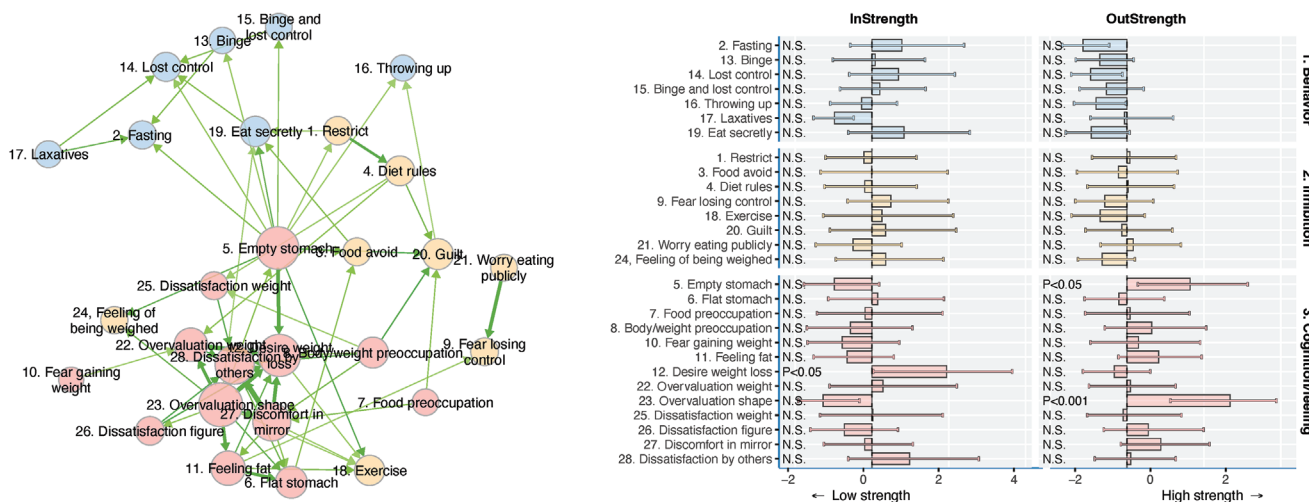 15. Binge and
lost control
13. Binge
14. Lost control
16. Throwing up
2. Fasting
19. Eat secretly
1. Restrict
17. Laxatives
4. Diet rules
5. Empty stomach
3. Food avoid
20. Guilt
21. Worry eating
publicly
25. Dissatisfaction weight
24, Feeling of
being weighed
22. Overvaluation weight
12. Desire weight
loss
28. Dissatisfaction by
others
8. Body/weight preoccupation
9. Fear losing
control
10. Fear gaining
weight
23. Overvaluation shape
7. Food preoccupation
27. Discomfort in
mirror
26. Dissatisfaction figure
11. Feeling fat
6. Flat stomach
18. Exercise
InStrength
OutStrength
2. Fasting N.S. N.S.
13. Binge N.S. N.S.
14. Lost control N.S. N.S.
15. Binge and lost control N.S. N.S.
16. Throwing up N.S. N.S.
17. Laxatives N.S. N.S.
19. Eat secretly N.S. N.S.
1. Restrict N.S. N.S.
3. Food avoid N.S. N.S.
4. Diet rules N.S. N.S.
9. Fear losing control N.S. N.S.
18. Exercise N.S. N.S.
20. Guilt N.S. N.S.
21. Worry eating publicly N.S. N.S.
24, Feeling of being weighed N.S. N.S.
5. Empty stomach N.S. P<0.05
6. Flat stomach N.S. N.S.
7. Food preoccupation N.S. N.S.
8. Body/weight preoccupation N.S. N.S.
10. Fear gaining weight N.S. N.S.
11. Feeling fat N.S. N.S.
12. Desire weight loss P<0.05 N.S.
22. Overvaluation weight N.S. N.S.
23. Overvaluation shape N.S. P<0.001
25. Dissatisfaction weight N.S. N.S.
26. Dissatisfaction figure N.S. N.S.
27. Discomfort in mirror N.S. N.S.
28. Dissatisfaction by others N.S. N.S.
−2 0 2 4 −2 0 2
← Low strength High strength →